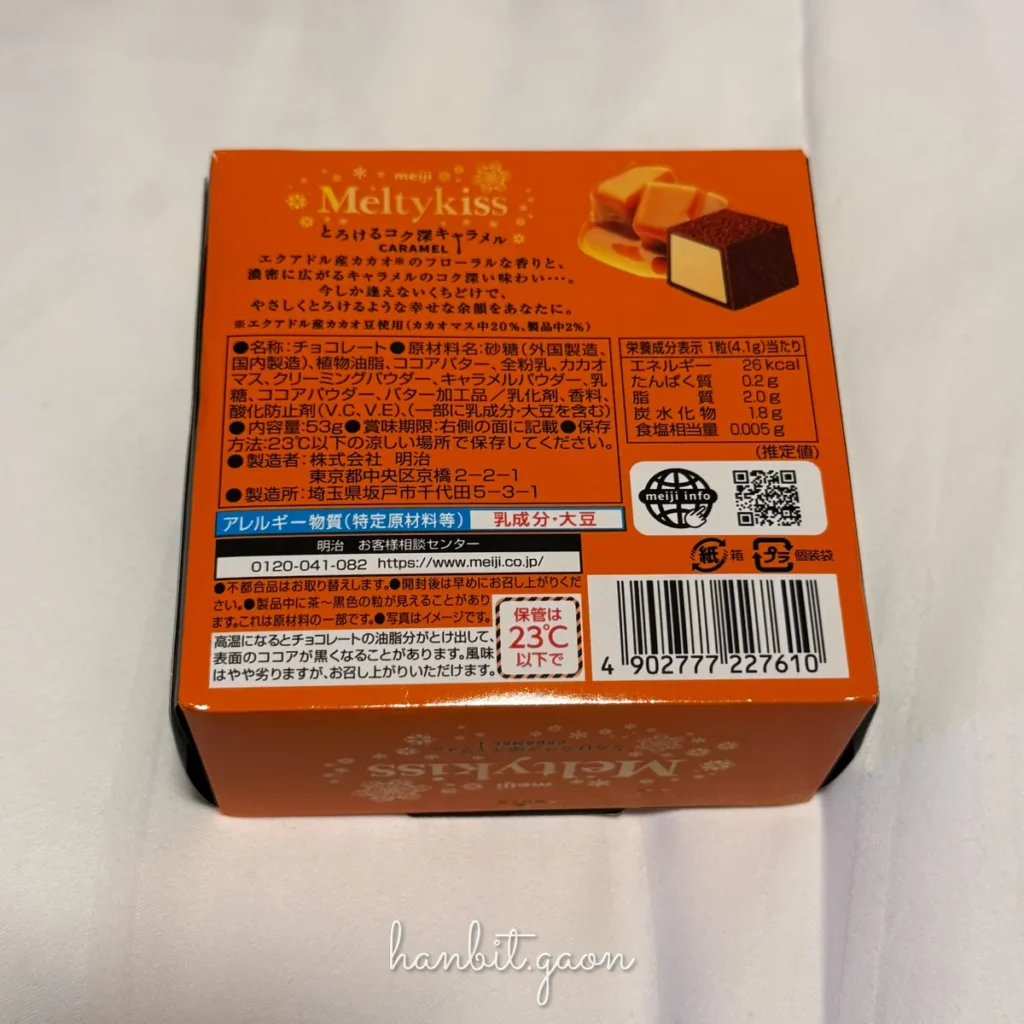 meiji
Meltykiss
とろけるコク深キャラメル
CARAMEL
エクアドル産カカオ※のフローラルな香りと、
濃密に広がるキャラメルのコク深い味わい…。
今しか逢えないくちどけで、
やさしくとろけるような幸せな余韻をあなたに。
※エクアドル産カカオ豆使用(カカオマス中20%、製品中2%)
●名称:チョコレート●原材料名:砂糖(外国製造、
国内製造)、植物油脂、ココアバター、全粉乳、カカオ
マス、クリーミングパウダー、キャラメルパウダー、乳
糖、ココアパウダー、バター加工品/乳化剤、香料、
酸化防止剤(V.C、V.E)、(一部に乳成分・大豆を含む)
●内容量:53g●賞味期限:右側の面に記載●保存
方法:23℃以下の涼しい場所で保存してください。
●製造者:株式会社 明治
東京都中央区京橋2-2-1
●製造所:埼玉県坂戸市千代田5-3-1
アレルギー物質(特定原材料等) 乳成分・大豆
明治 お客様相談センター
0120-041-082 https://www.meiji.co.jp/
●不都合品はお取り替えします。●開封後は早めにお召し上がりくだ
さい。●製品中に茶〜黒色の粒が見えることがあり
ます。これは原材料の一部です。●写真はイメージです。
高温になるとチョコレートの油脂分がとけ出して、
表面のココアが黒くなることがあります。風味
はやや劣りますが、お召し上がりいただけます。
保管は
23℃
以下で
栄養成分表示 1粒(4.1g)当たり
エネルギー 26kcal
たんぱく質 0.2g
脂質 2.0g
炭水化物 1.8g
食塩相当量 0.005g
(推定値)
meiji info
紙 箱 プラ 個装袋
4 902777 227610
とろけるコク深キャラメル
CARAMEL
Meltykiss
meiji
hanbit.gaon